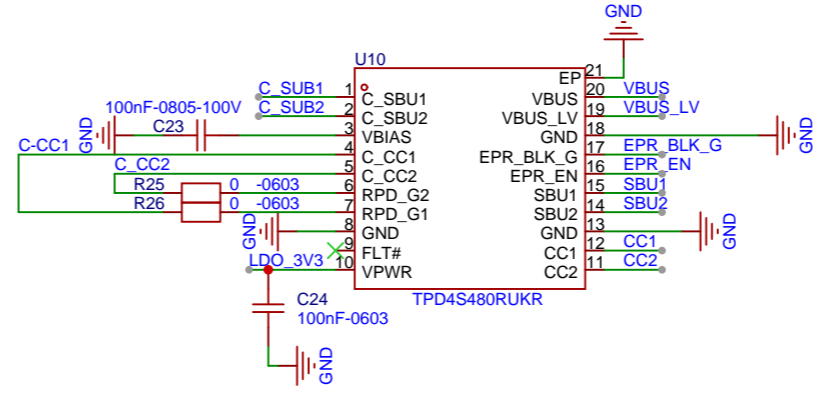 GND
U10
21
EP
C_SUB1
1
C_SBU1
20
VBUS
VBUS
100nF-0805-100V
C_SUB2
2
C_SBU2
19
VBUS_LV
VBUS_LV
GND
C23
3
VBIAS
18
GND
GND
C-CC1
4
C_CC1
17
EPR_BLK_G
EPR_BLK_G
C_CC2
5
C_CC2
16
EPR_EN
EPR_EN
R25
0
-0603
6
RPD_G2
15
SBU1
SBU1
R26
0
-0603
7
RPD_G1
14
SBU2
SBU2
GND
8
GND
13
GND
GND
9
FLT#
12
CC1
CC1
LDO_3V3
10
VPWR
11
CC2
CC2
C24
100nF-0603
TPD4S480RUKR
GND